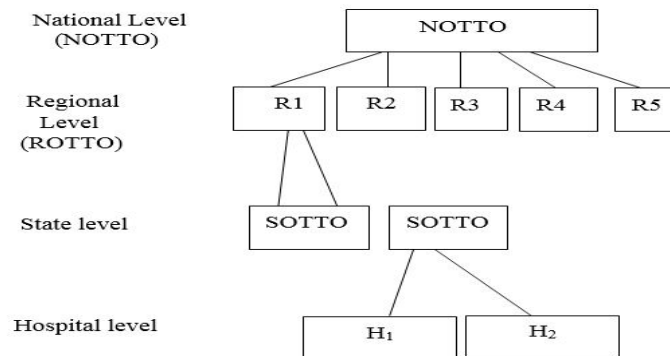 National Level
(NOTTO)
NOTTO
Regional
Level
(ROTTO)
R1 R2 R3 R4 R5
State level
SOTTO SOTTO
Hospital level
H₁ H₂